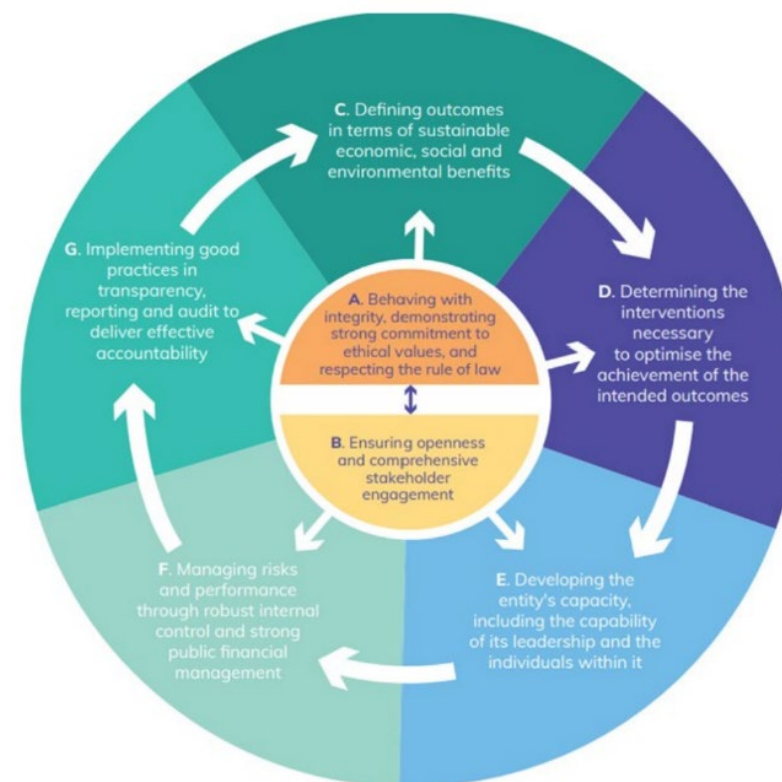 C. Defining outcomes
in terms of sustainable
economic, social and
environmental benefits
G. Implementing good
practices in
transparency,
reporting and audit to
deliver effective
accountability
A. Behaving with
integrity, demonstrating
strong commitment to
ethical values, and
respecting the rule of law
D. Determining the
interventions
necessary
to optimise the
achievement of the
intended outcomes
B. Ensuring openness
and comprehensive
stakeholder
engagement
F. Managing risks
and performance
through robust internal
control and strong
public financial
management
E. Developing the
entity's capacity,
including the capability
of its leadership and the
individuals within it